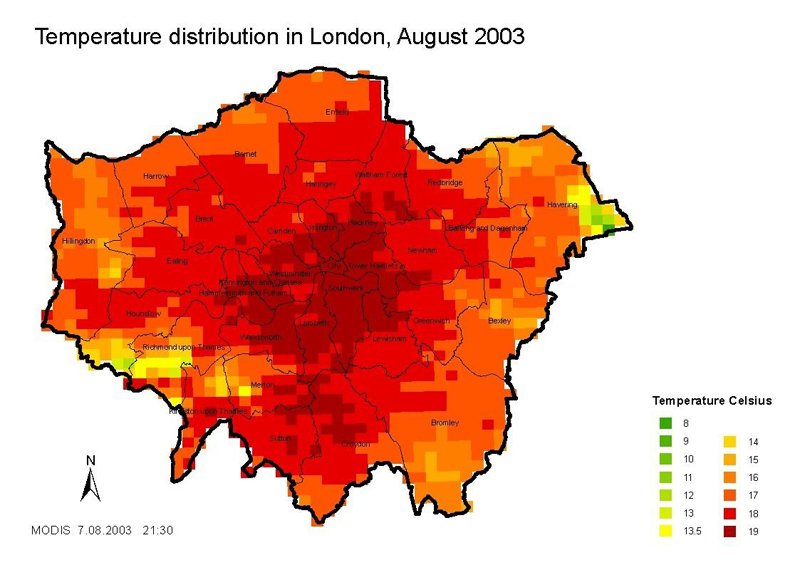 Temperature distribution in London, August 2003
Enfield
Barnet
Harrow
Haringey
Waltham Forest
Redbridge
Havering
Brent
Camden
Islington
Hackney
Barking and Dagenham
Hillingdon
Ealing
Newham
Westminster
City
Tower Hamlets
Kensington and Chelsea
Hammersmith and Fulham
Southwark
Hounslow
Greenwich
Bexley
Lambeth
Wandsworth
Lewisham
Richmond upon Thames
Merton
Kingston upon Thames
Sutton
Croydon
Bromley
Temperature Celsius
8
9
14
10
15
11
16
12
17
13
18
13.5
19
N
MODIS 7.08.2003 21:30